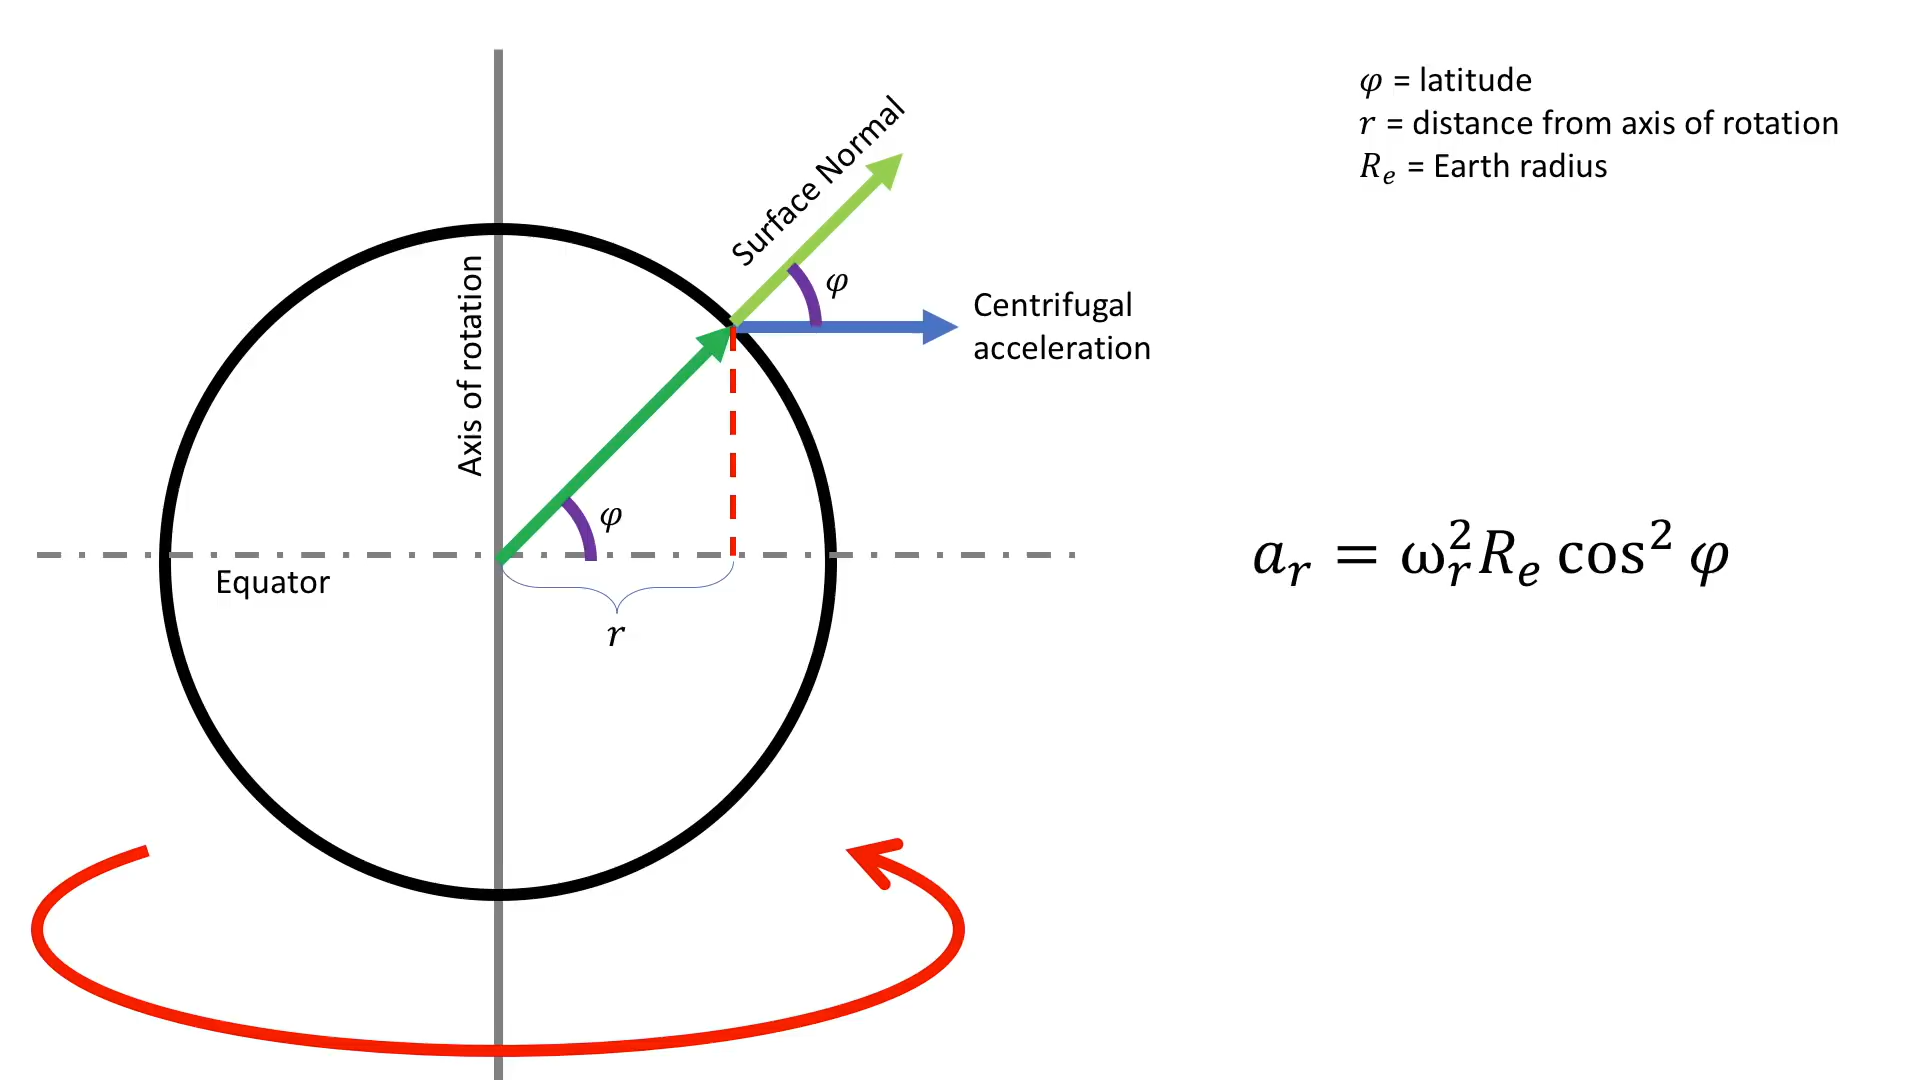 φ = latitude
r = distance from axis of rotation
Rₑ = Earth radius
Surface Normal
φ
Centrifugal
acceleration
Axis of rotation
φ
Equator
r
aᵣ = ωᵣ²Rₑ cos² φ